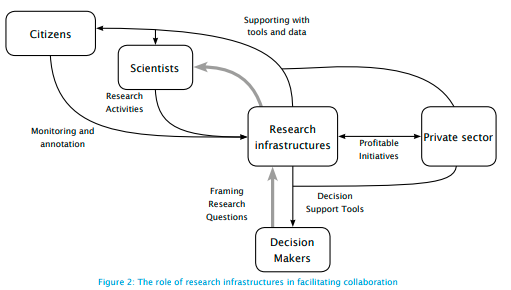 Supporting with
tools and data
Citizens
Scientists
Research
Activities
Monitoring and
annotation
Research
infrastructures
Profitable
Initiatives
Private sector
Framing
Research
Questions
Decision
Support Tools
Decision
Makers
Figure 2: The role of research infrastructures in facilitating collaboration